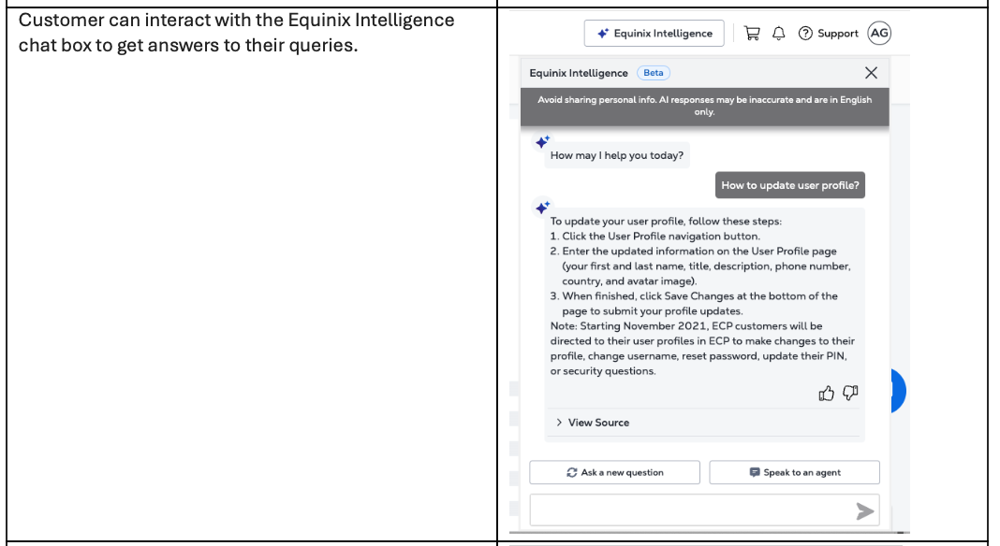 Customer can interact with the Equinix Intelligence
chat box to get answers to their queries.
Equinix Intelligence
Support
AG
Equinix Intelligence
Beta
Avoid sharing personal info. AI responses may be inaccurate and are in English
only.
How may I help you today?
How to update user profile?
To update your user profile, follow these steps:
1. Click the User Profile navigation button.
2. Enter the updated information on the User Profile page
(your first and last name, title, description, phone number,
country, and avatar image).
3. When finished, click Save Changes at the bottom of the
page to submit your profile updates.
Note: Starting November 2021, ECP customers will be
directed to their user profiles in ECP to make changes to their
profile, change username, reset password, update their PIN,
or security questions.
View Source
Ask a new question
Speak to an agent